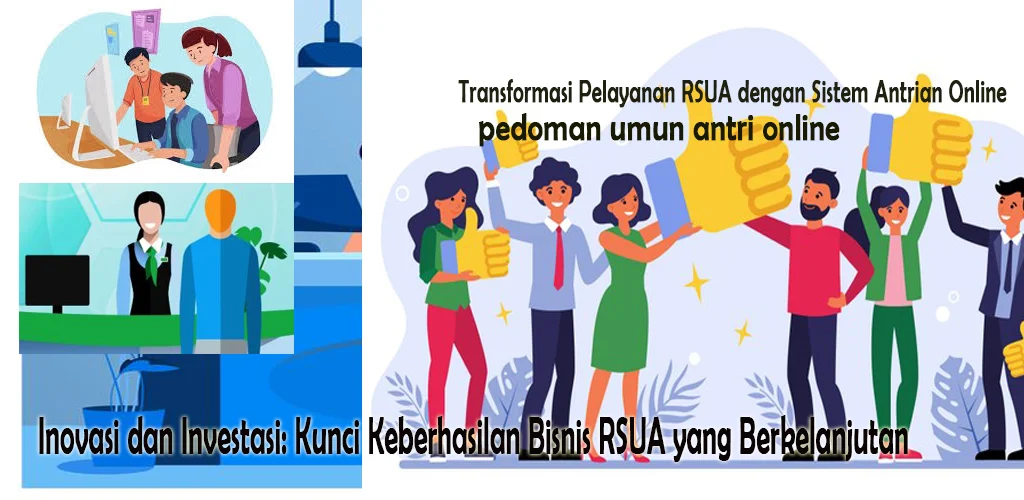 Transformasi Pelayanan RSUA dengan Sistem Antrian Online
pedoman umun antri online
Inovasi dan Investasi: Kunci Keberhasilan Bisnis RSUA yang Berkelanjutan